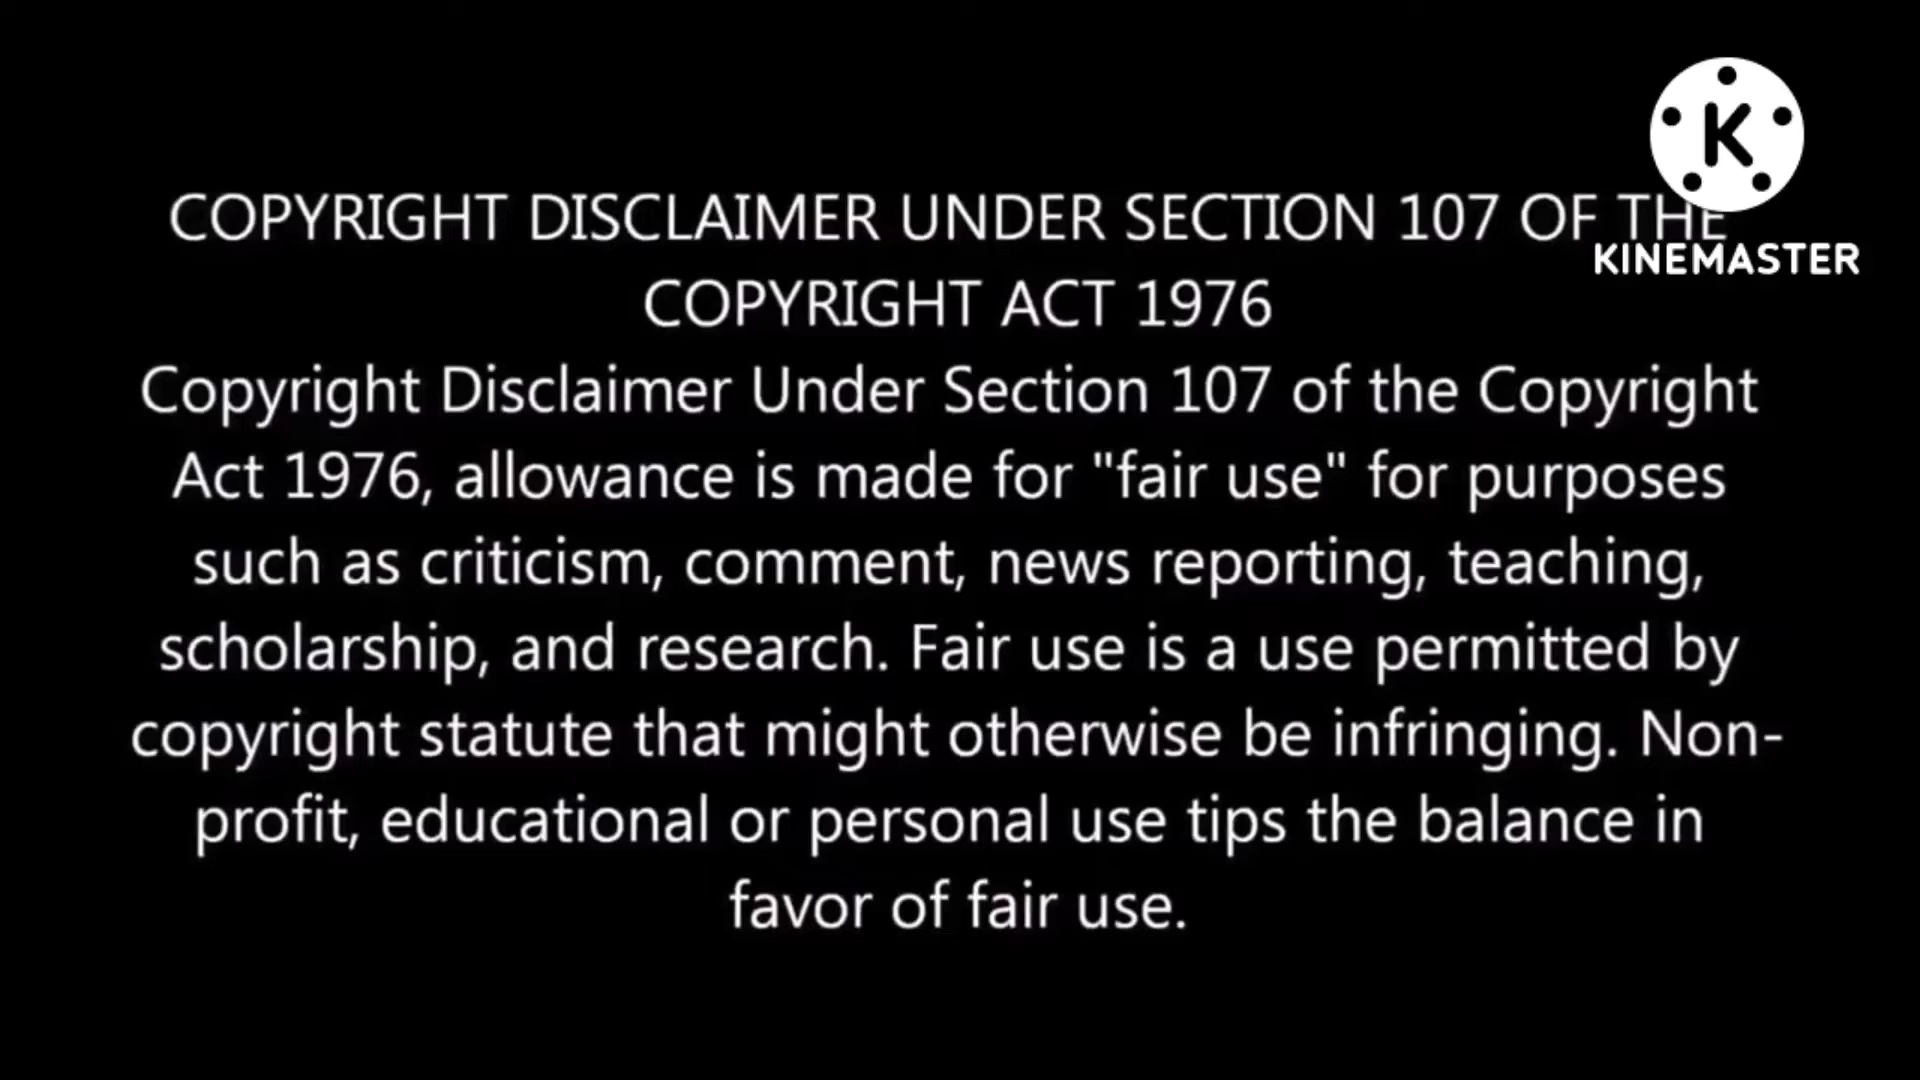 COPYRIGHT DISCLAIMER UNDER SECTION 107 OF THE
COPYRIGHT ACT 1976
Copyright Disclaimer Under Section 107 of the Copyright
Act 1976, allowance is made for "fair use" for purposes
such as criticism, comment, news reporting, teaching,
scholarship, and research. Fair use is a use permitted by
copyright statute that might otherwise be infringing. Non-
profit, educational or personal use tips the balance in
favor of fair use.
K
KINEMASTER